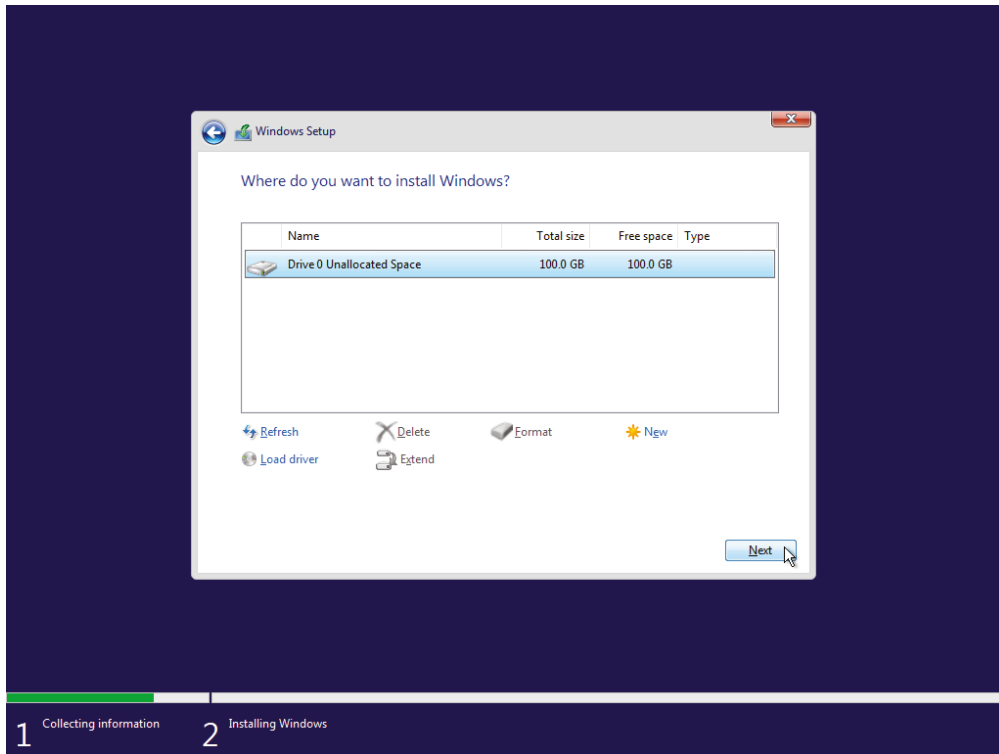 Windows Setup
Where do you want to install Windows?
Name Total size Free space Type
Drive 0 Unallocated Space 100.0 GB 100.0 GB
Refresh Delete Format New
Load driver Extend
Next
1 Collecting information 2 Installing Windows